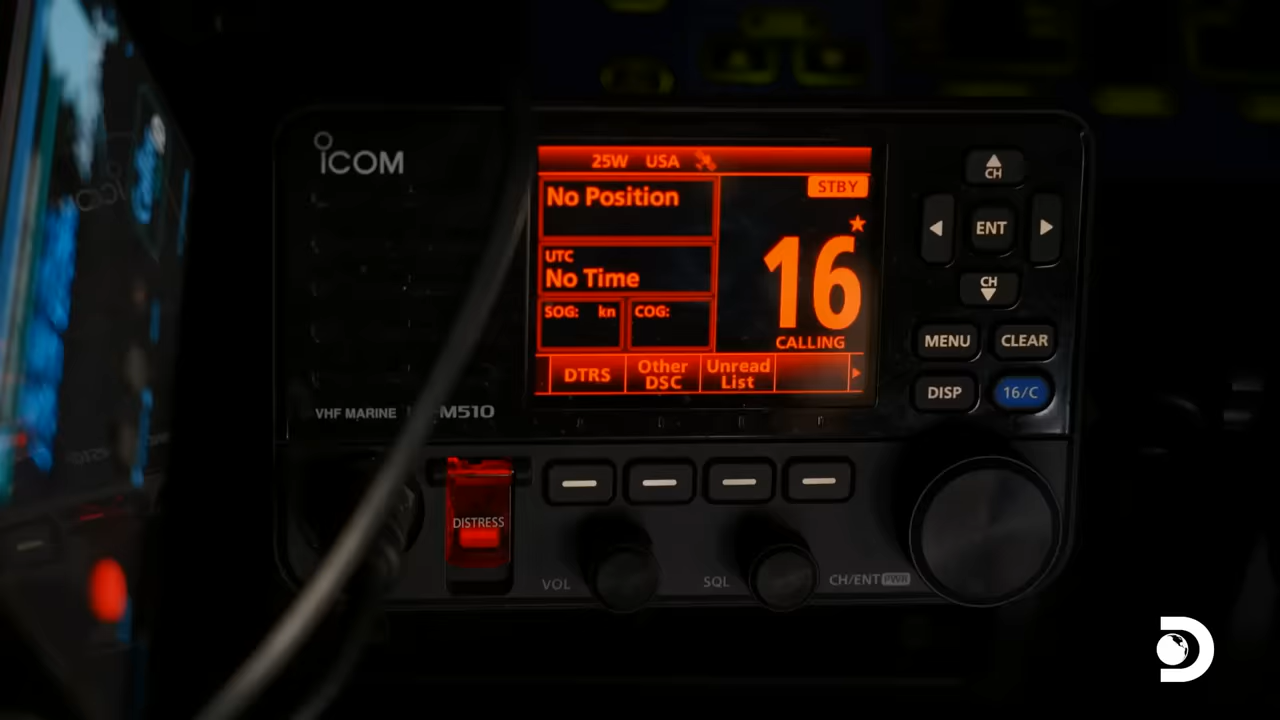 ICOM
25W USA
STBY
No Position
UTC
No Time
SOG: kn COG:
16
CALLING
DTRS Other DSC Unread List
CH
ENT
CH
MENU CLEAR
DISP 16/C
VHF MARINE M510
DISTRESS
VOL SQL CH/ENT PWR